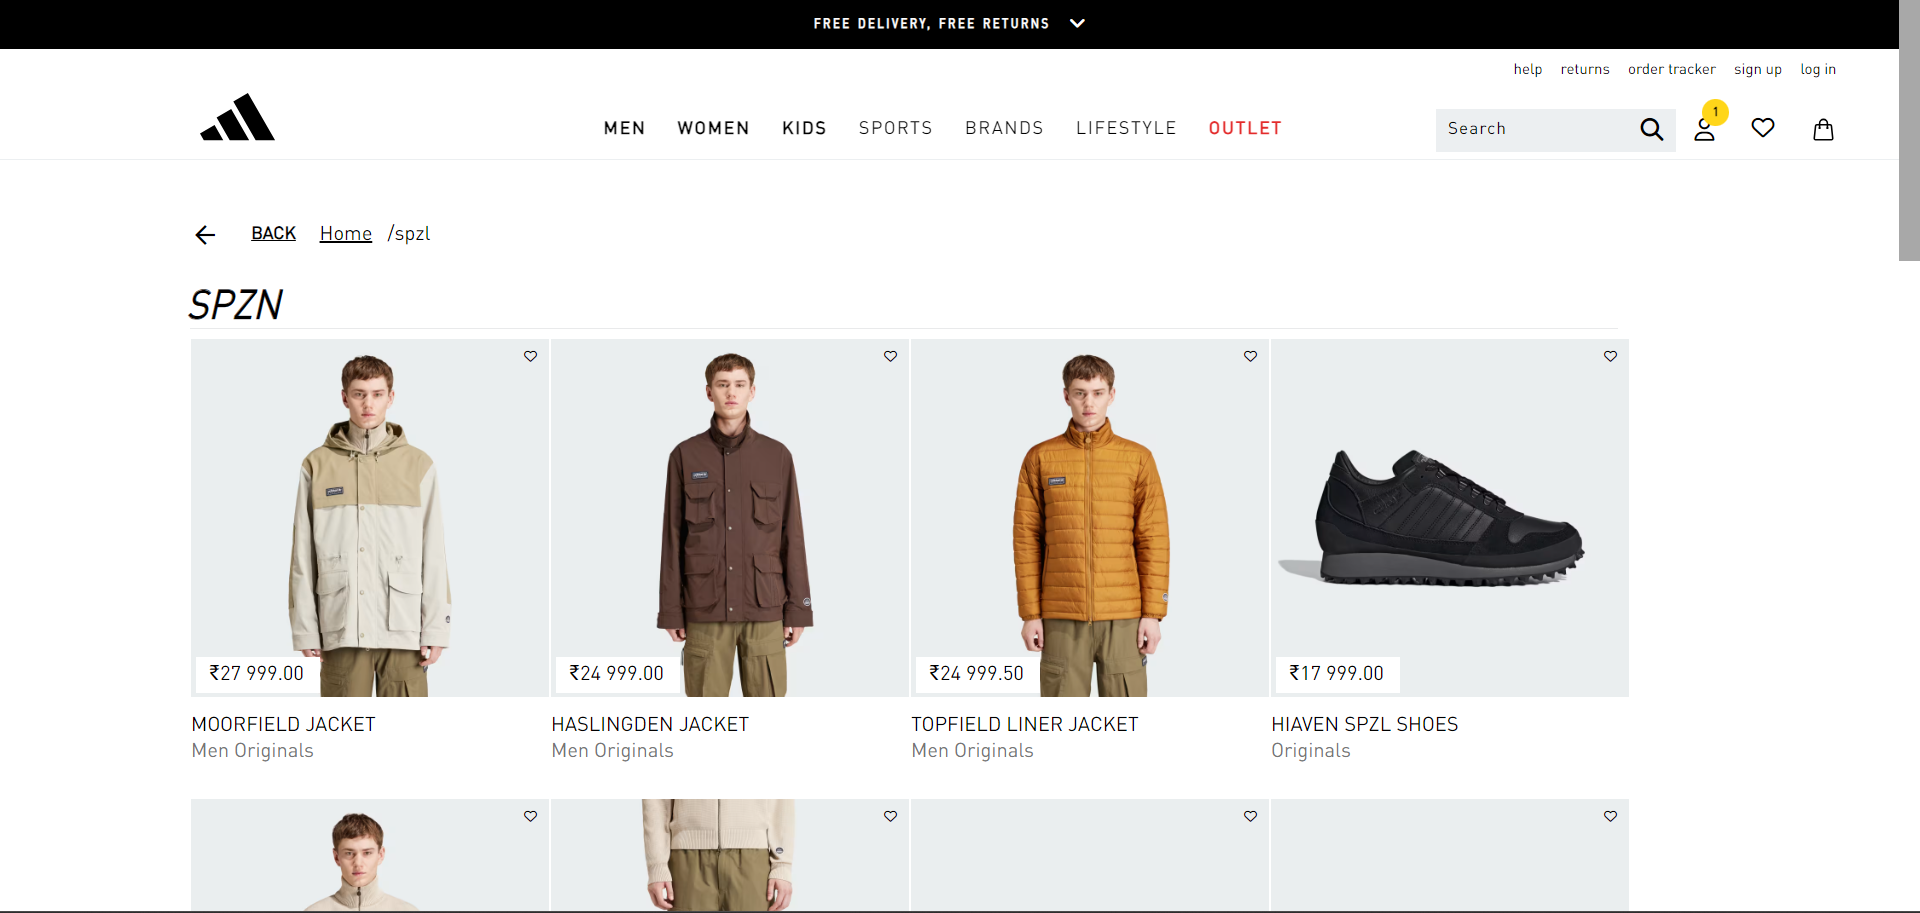 FREE DELIVERY, FREE RETURNS
help returns order tracker sign up log in
MEN WOMEN KIDS SPORTS BRANDS LIFESTYLE OUTLET
Search
1
BACK Home /spzl
SPZN
₹27 999.00
₹24 999.00
₹24 999.50
₹17 999.00
MOORFIELD JACKET
Men Originals
HASLINGDEN JACKET
Men Originals
TOPFIELD LINER JACKET
Men Originals
HIAVEN SPZL SHOES
Originals